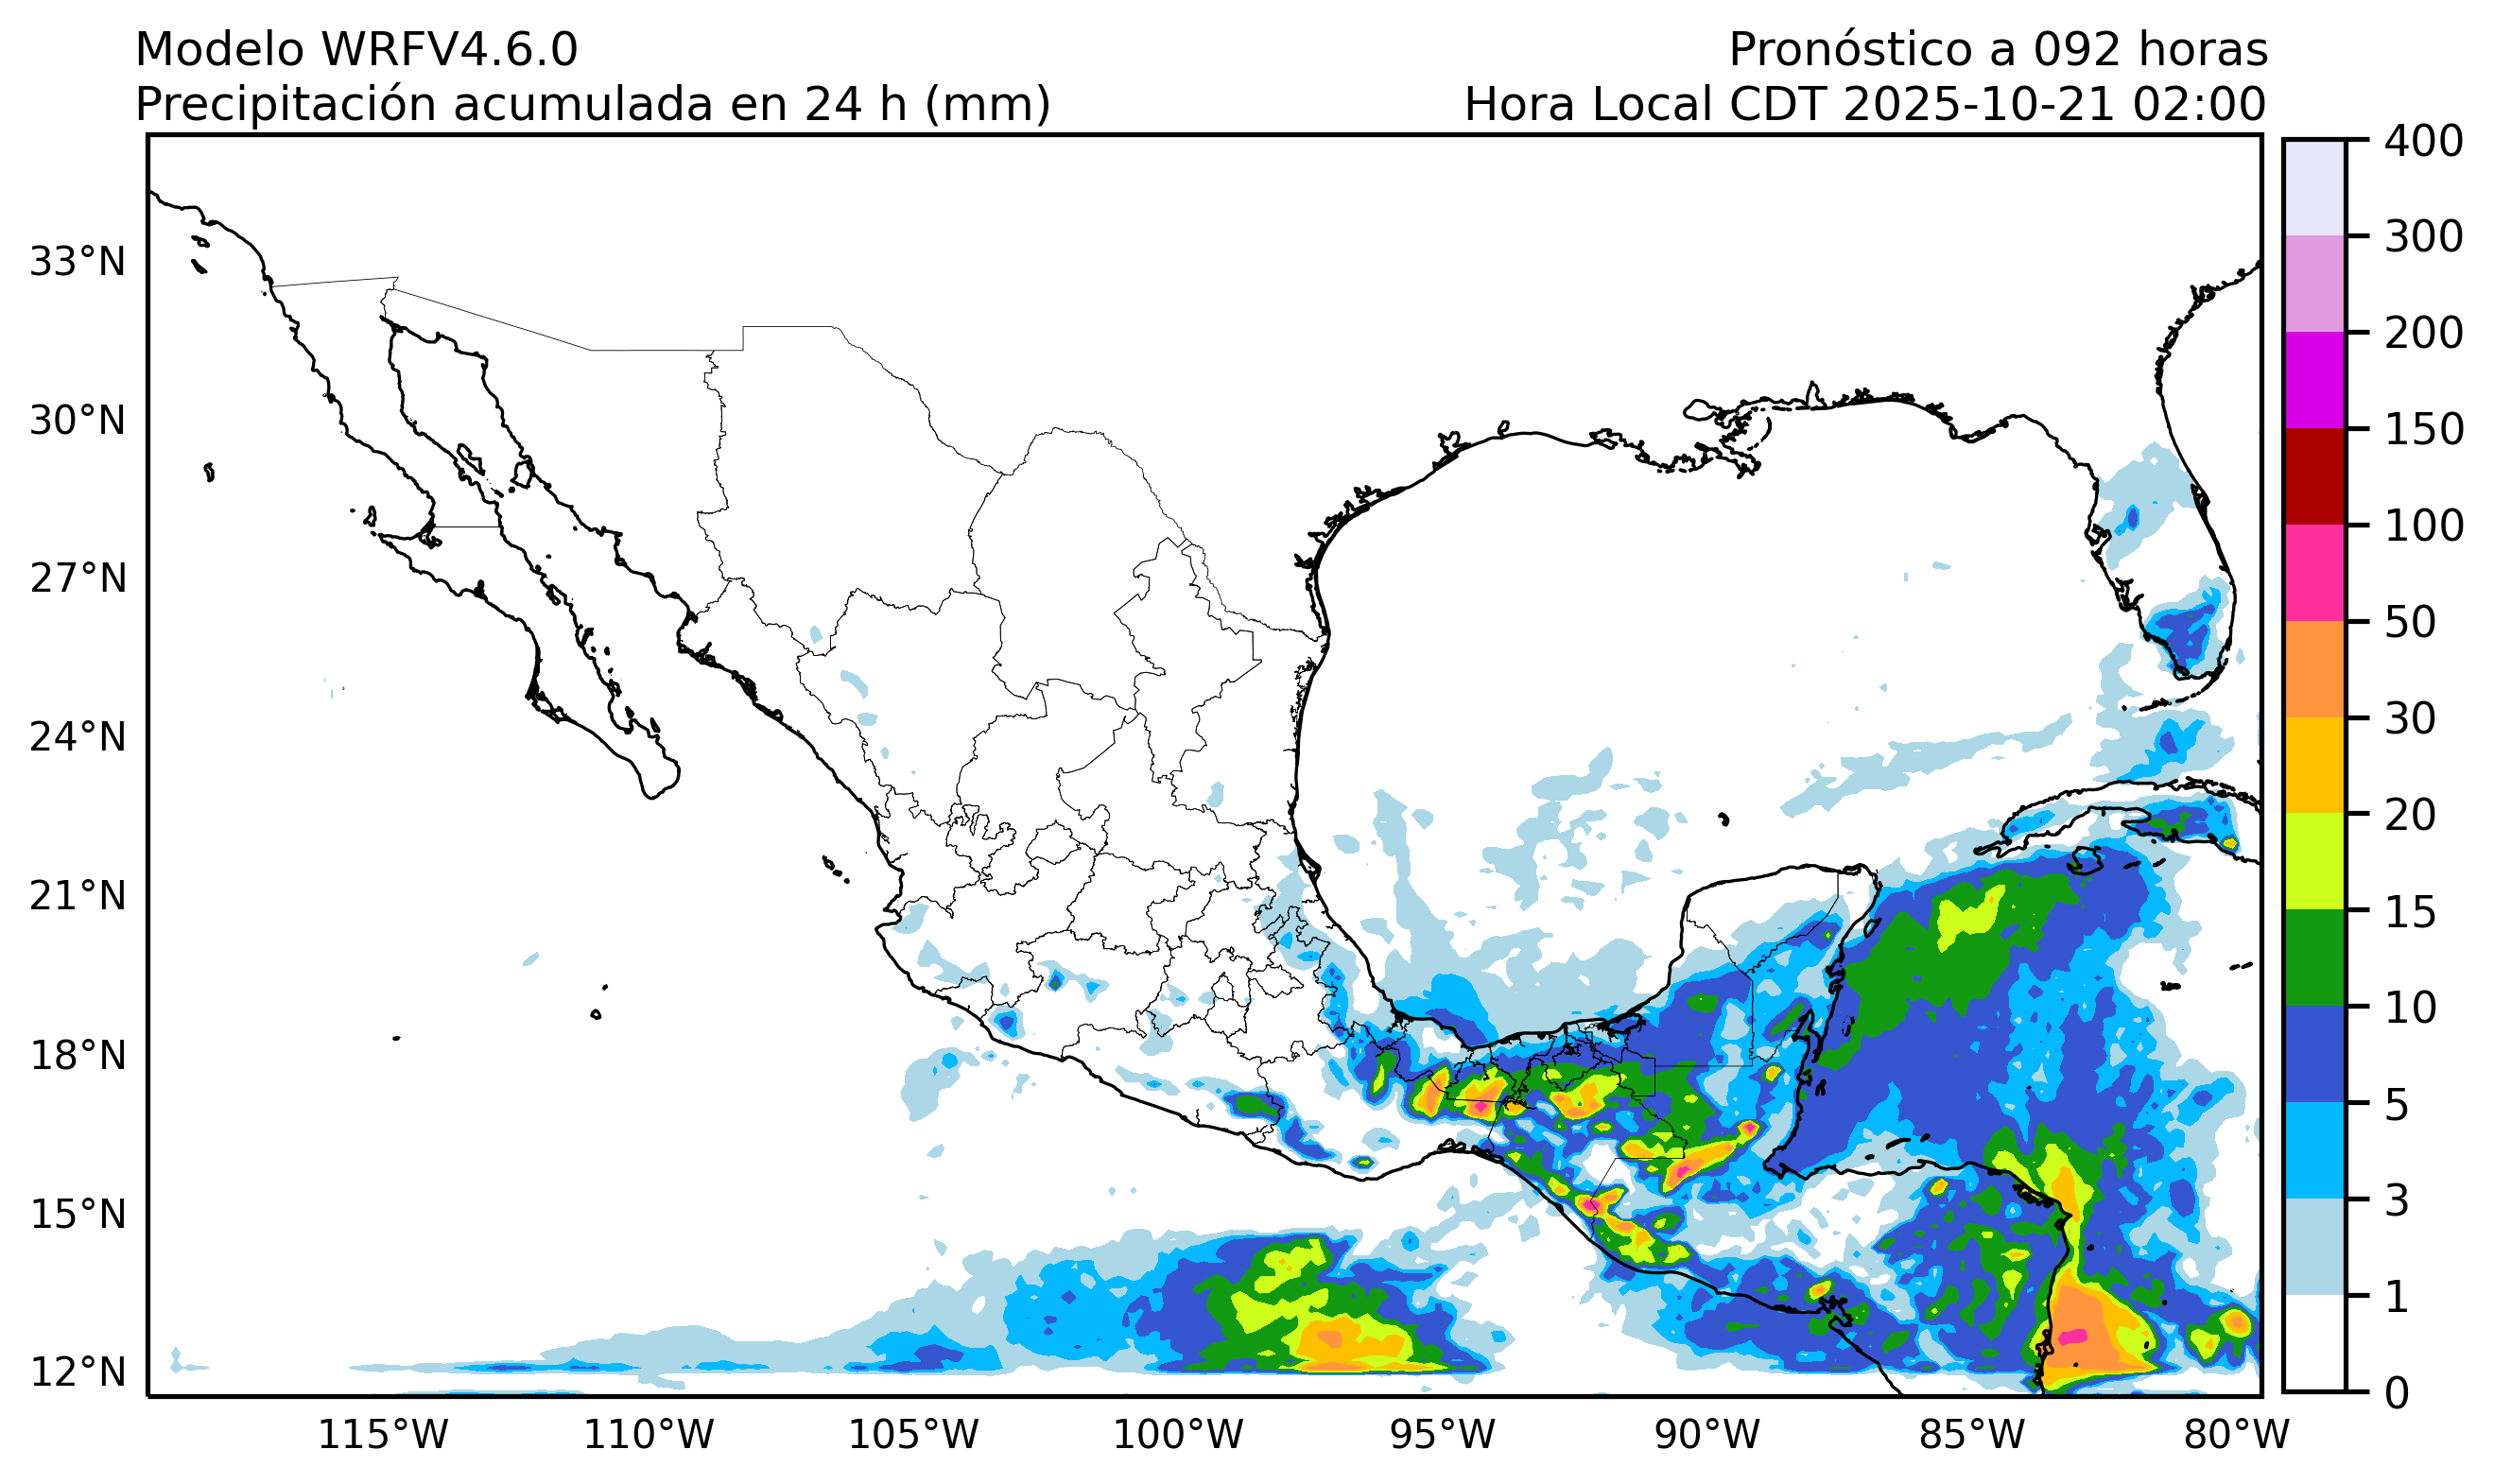 Modelo WRFV4.6.0
Pronóstico a 092 horas
Precipitación acumulada en 24 h (mm)
Hora Local CDT 2025-10-21 02:00
400
300
200
150
100
50
30
20
15
10
5
3
1
0
33°N
30°N
27°N
24°N
21°N
18°N
15°N
12°N
115°W
110°W
105°W
100°W
95°W
90°W
85°W
80°W